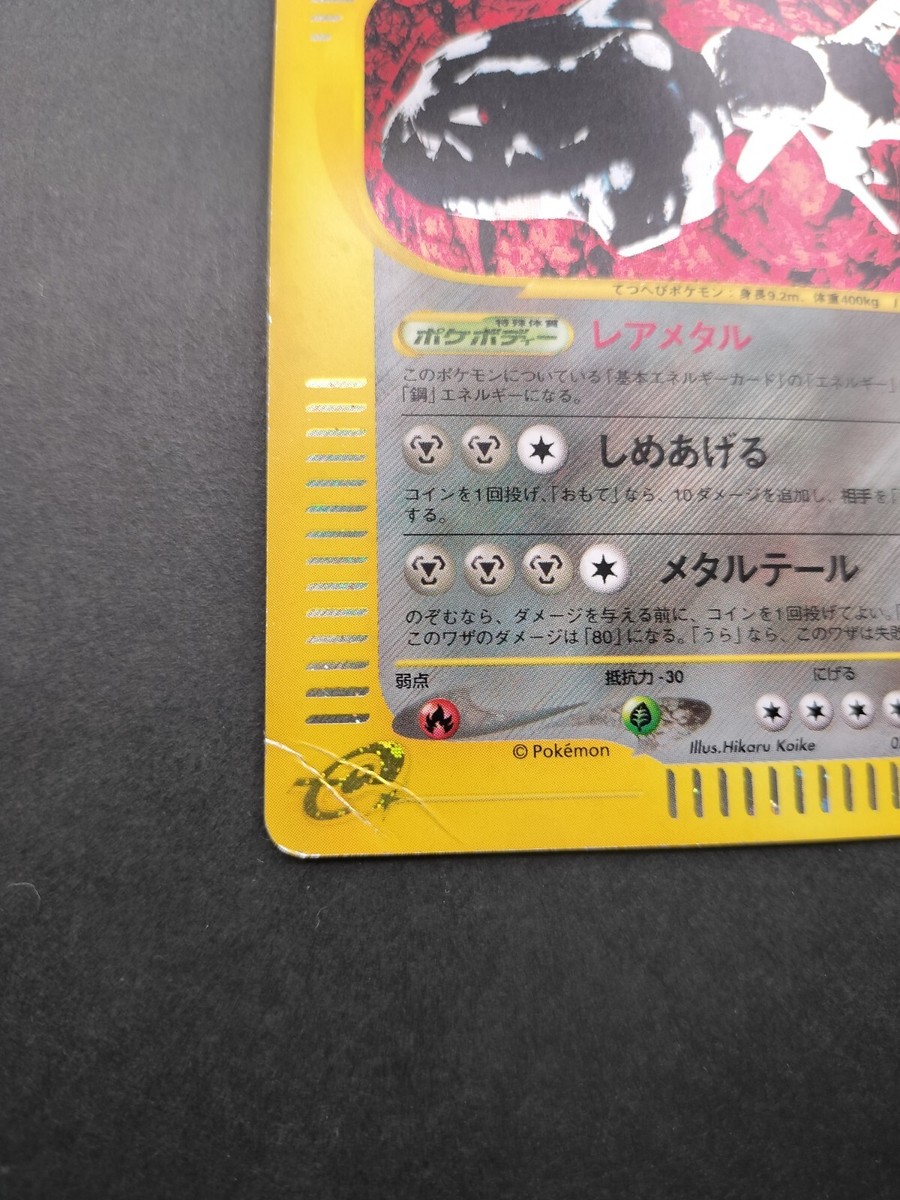 てつへびポケモン：身長9.2m、体重400kg
特殊体質
ポケボディー レアメタル
このポケモンについている「基本エネルギーカード」の「エネルギー」
「鋼」エネルギーになる。
しめあげる
コインを1回投げ、「おもて」なら、10ダメージを追加し、相手を「
する。
メタルテール
のぞむなら、ダメージを与える前に、コインを1回投げてよい。「
このワザのダメージは「80」になる。「うら」なら、このワザは失敗
弱点 抵抗力 -30 にげる
© Pokémon Illus.Hikaru Koike